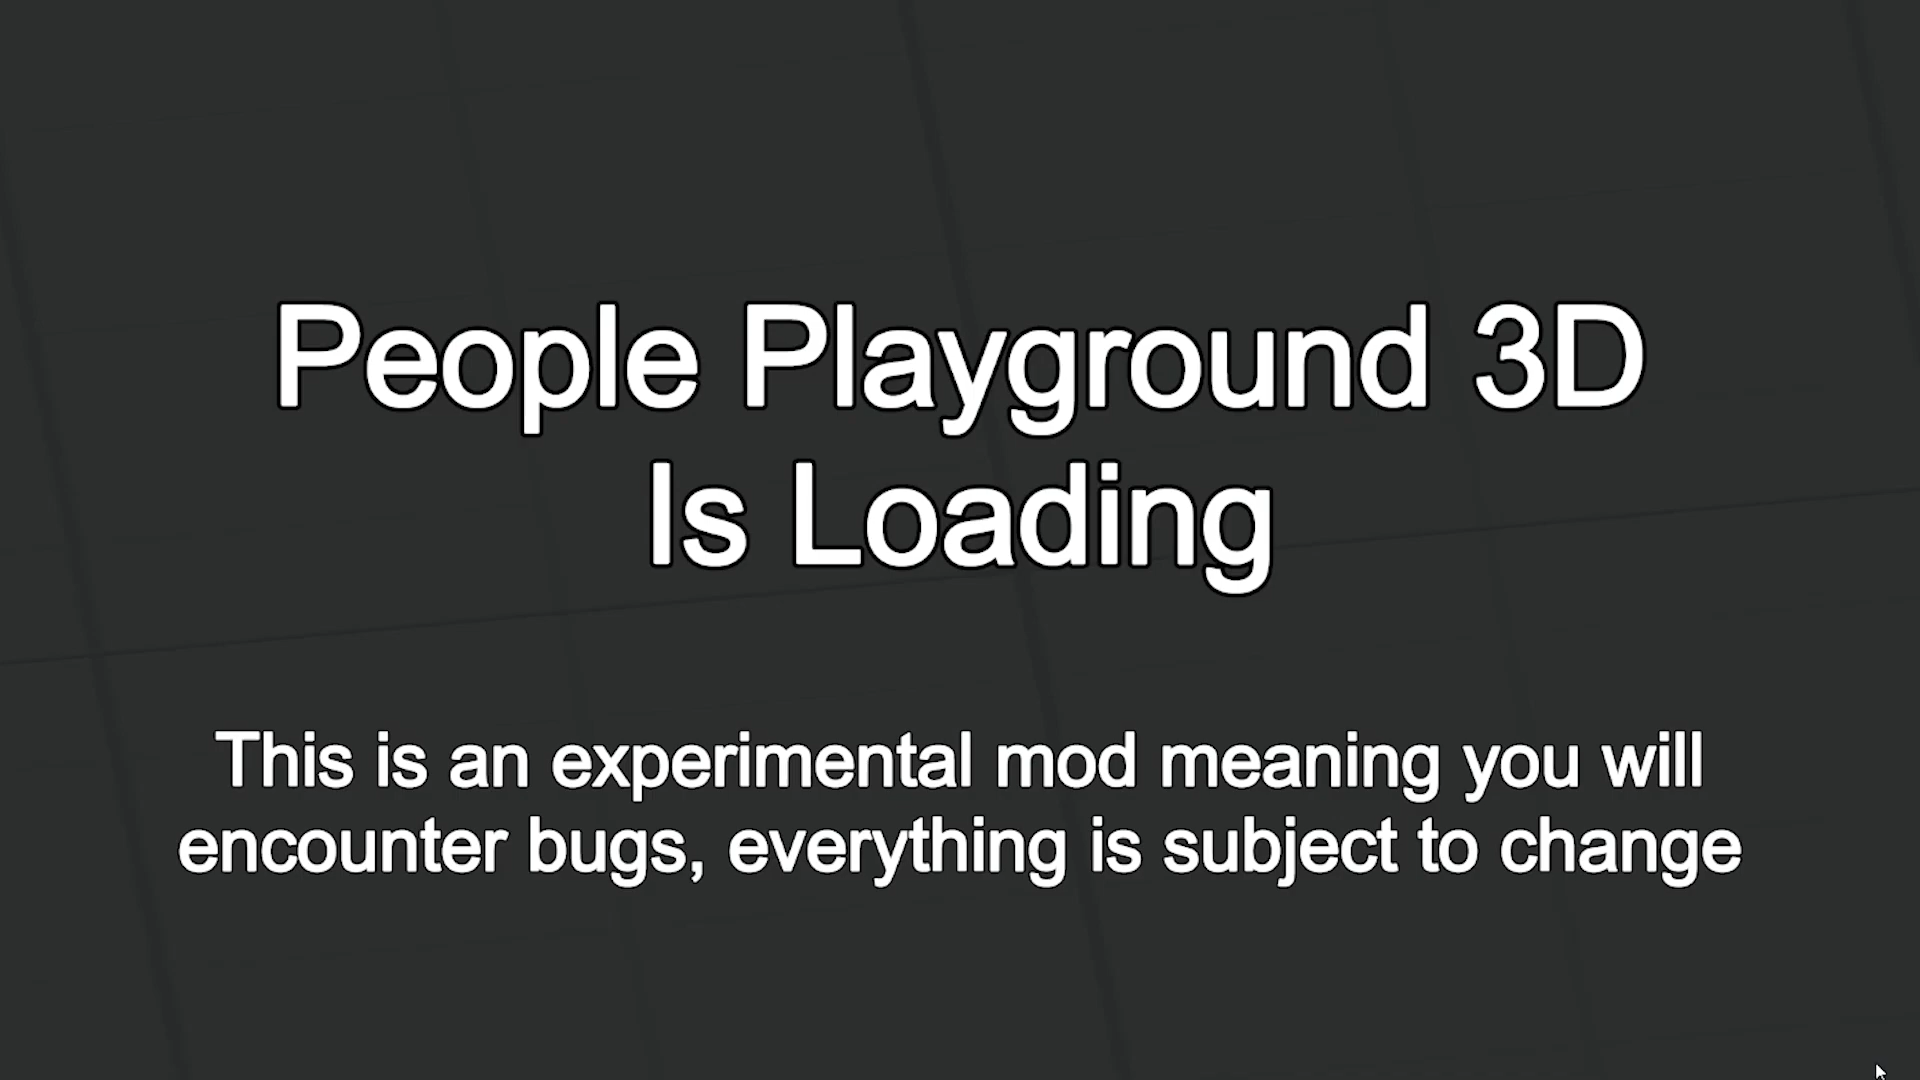 People Playground 3D
Is Loading
This is an experimental mod meaning you will
encounter bugs, everything is subject to change